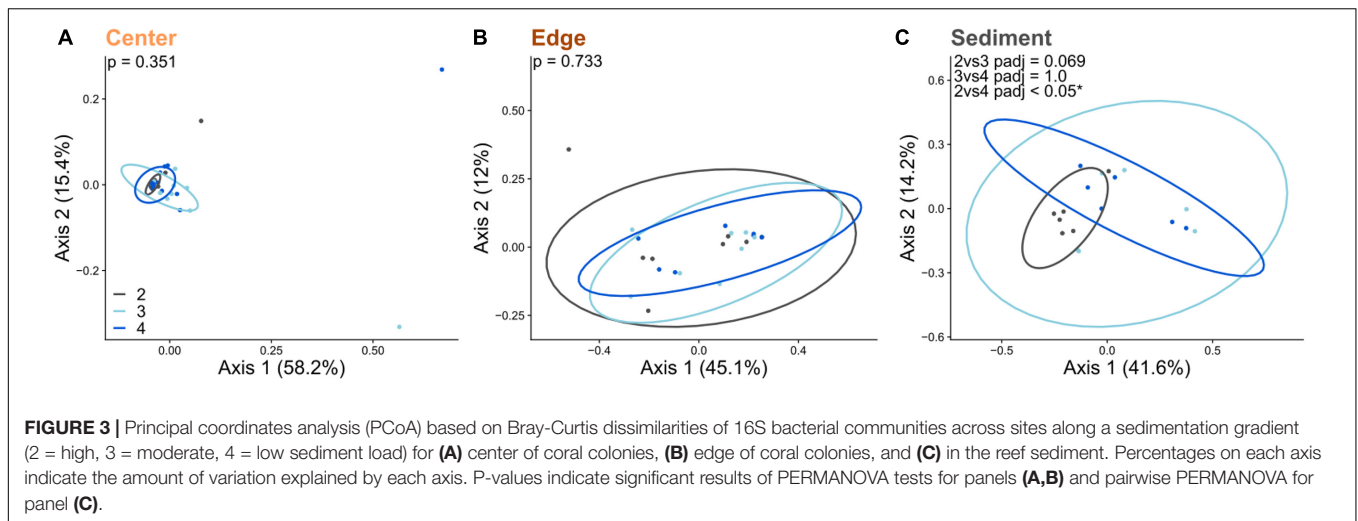 A Center
p = 0.351
Axis 2 (15.4%)
0.2
0.0
−0.2
2
3
4
0.00 0.25 0.50
Axis 1 (58.2%)
B Edge
p = 0.733
Axis 2 (12%)
0.50
0.25
0.00
−0.25
−0.4 0.0 0.4
Axis 1 (45.1%)
C Sediment
2vs3 padj = 0.069
3vs4 padj = 1.0
2vs4 padj < 0.05*
Axis 2 (14.2%)
0.6
0.3
0.0
−0.3
−0.6
−0.5 0.0 0.5
Axis 1 (41.6%)
FIGURE 3 | Principal coordinates analysis (PCoA) based on Bray-Curtis dissimilarities of 16S bacterial communities across sites along a sedimentation gradient
(2 = high, 3 = moderate, 4 = low sediment load) for (A) center of coral colonies, (B) edge of coral colonies, and (C) in the reef sediment. Percentages on each axis
indicate the amount of variation explained by each axis. P-values indicate significant results of PERMANOVA tests for panels (A,B) and pairwise PERMANOVA for
panel (C).